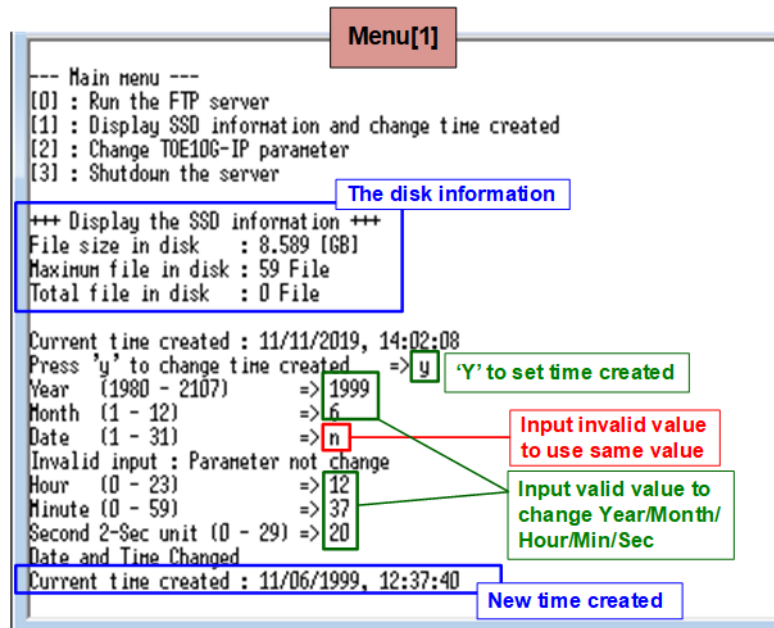 Menu[1]
--- Main menu ---
[0] : Run the FTP server
[1] : Display SSD information and change time created
[2] : Change TOE10G-IP parameter
[3] : Shutdown the server
The disk information
+++ Display the SSD information +++
File size in disk : 8.589 [GB]
Maximum file in disk : 59 File
Total file in disk : 0 File
Current time created : 11/11/2019, 14:02:08
Press 'y' to change time created => y
'Y' to set time created
Year (1980 - 2107) => 1999
Month (1 - 12) => 6
Date (1 - 31) => n
Input invalid value
to use same value
Invalid input : Parameter not change
Hour (0 - 23) => 12
Minute (0 - 59) => 37
Second 2-Sec unit (0 - 29) => 20
Input valid value to
change Year/Month/
Hour/Min/Sec
Date and Time Changed
Current time created : 11/06/1999, 12:37:40
New time created